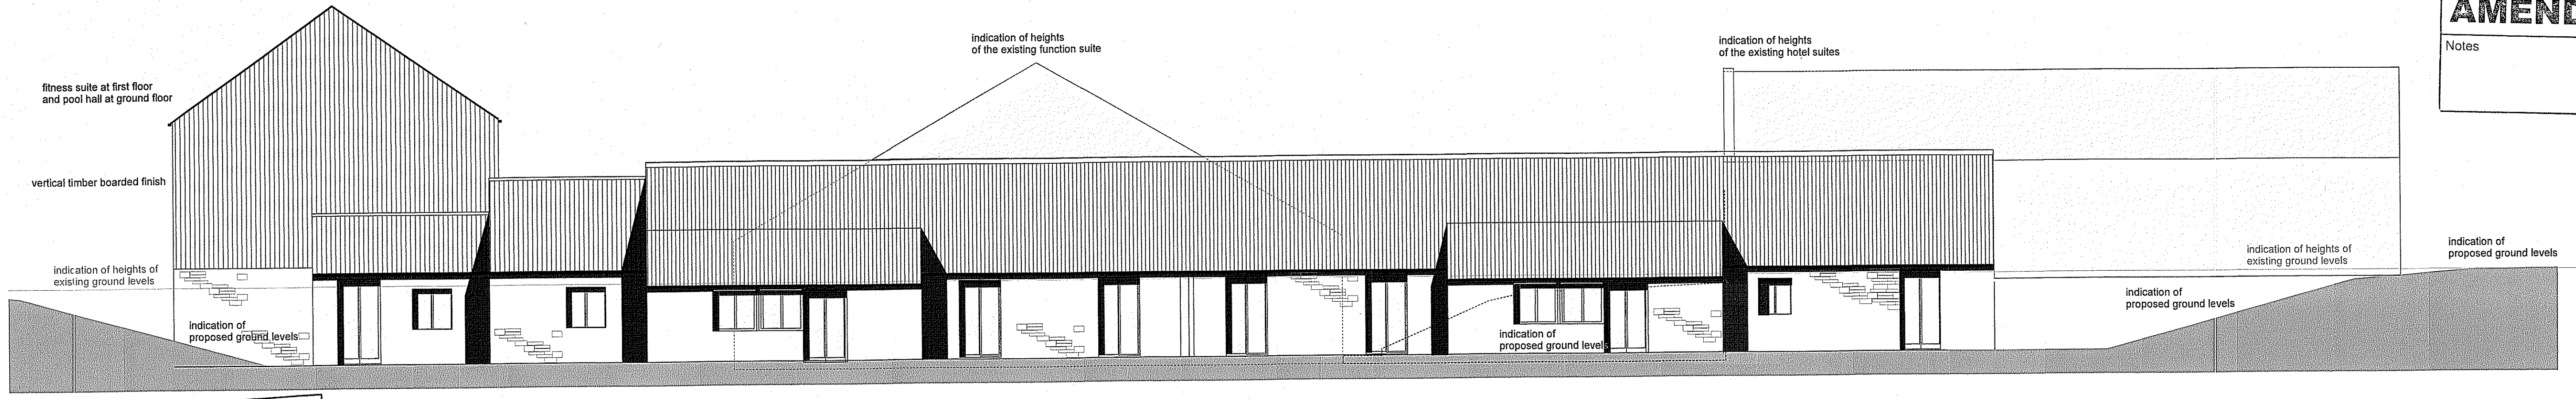 AMEND
Notes
indication of heights
of the existing function suite
indication of heights
of the existing hotel suites
fitness suite at first floor
and pool hall at ground floor
vertical timber boarded finish
indication of heights of
existing ground levels
indication of
proposed ground levels
indication of
proposed ground levels
indication of
proposed ground levels
indication of heights of
existing ground levels
indication of
proposed ground levels